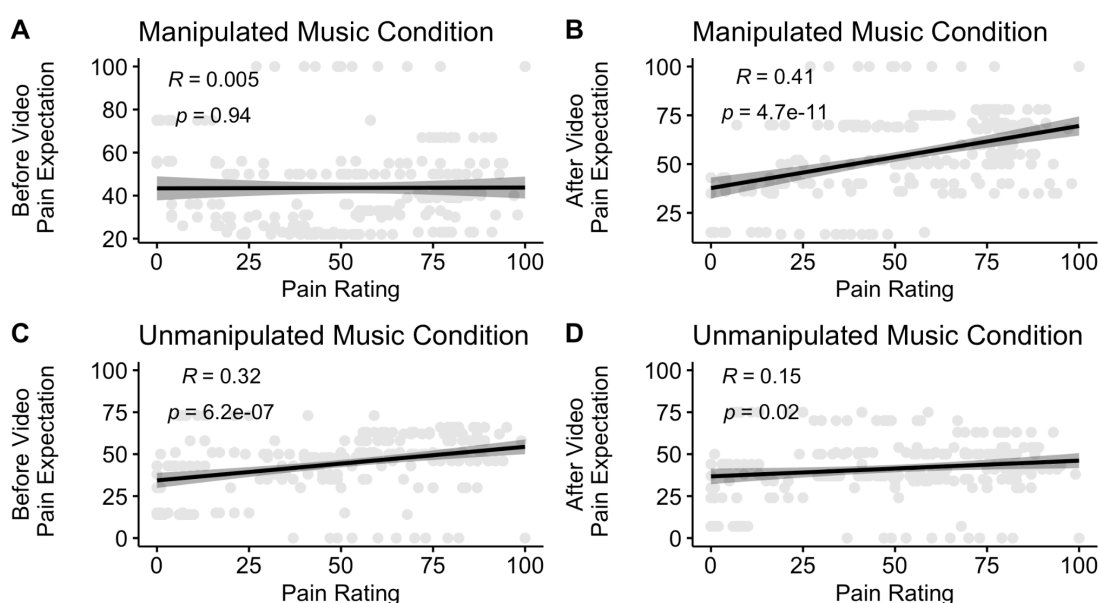 A
Manipulated Music Condition
R = 0.005
p = 0.94
Before Video
Pain Expectation
100
80
60
40
20
0
25
50
75
100
Pain Rating
B
Manipulated Music Condition
R = 0.41
p = 4.7e-11
After Video
Pain Expectation
100
75
50
25
0
25
50
75
100
Pain Rating
C
Unmanipulated Music Condition
R = 0.32
p = 6.2e-07
Before Video
Pain Expectation
100
75
50
25
0
0
25
50
75
100
Pain Rating
D
Unmanipulated Music Condition
R = 0.15
p = 0.02
After Video
Pain Expectation
100
75
50
25
0
0
25
50
75
100
Pain Rating